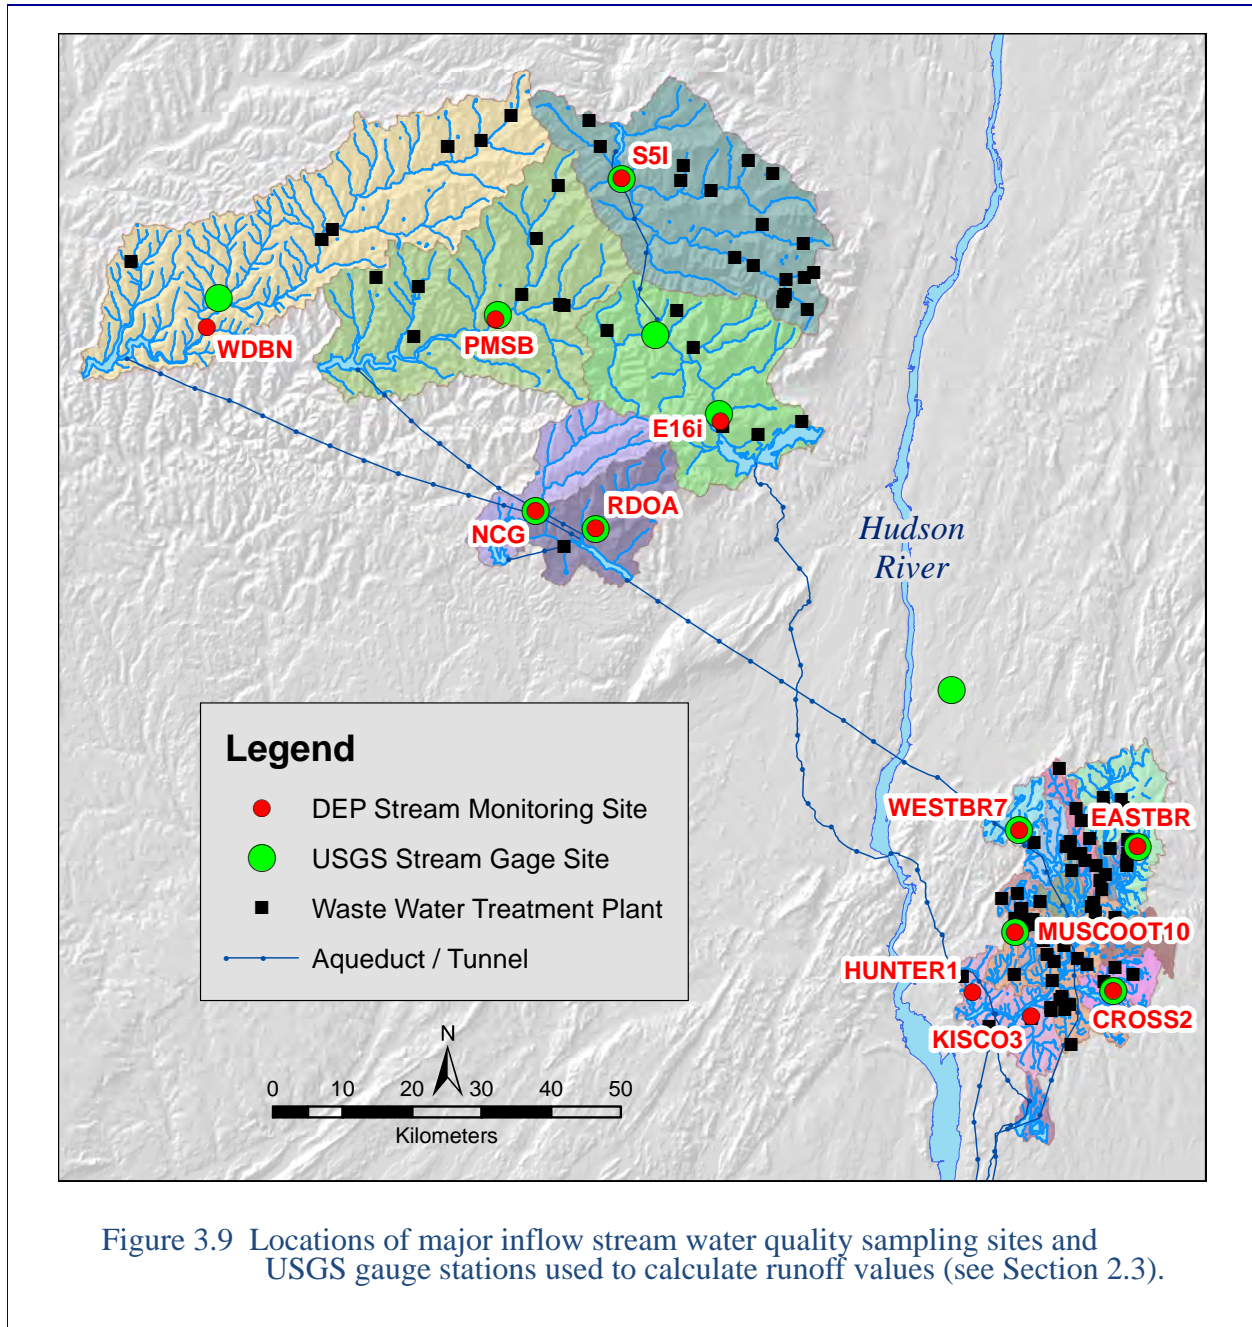 S5I
WDBN
PMSB
E16i
NCG
RDOA
Hudson
River
WESTBR7
EASTBR
MUSCOOT10
HUNTER1
KISCO3
CROSS2
Legend
DEP Stream Monitoring Site
USGS Stream Gage Site
Waste Water Treatment Plant
Aqueduct / Tunnel
N
0 10 20 30 40 50
Kilometers
Figure 3.9 Locations of major inflow stream water quality sampling sites and
USGS gauge stations used to calculate runoff values (see Section 2.3).